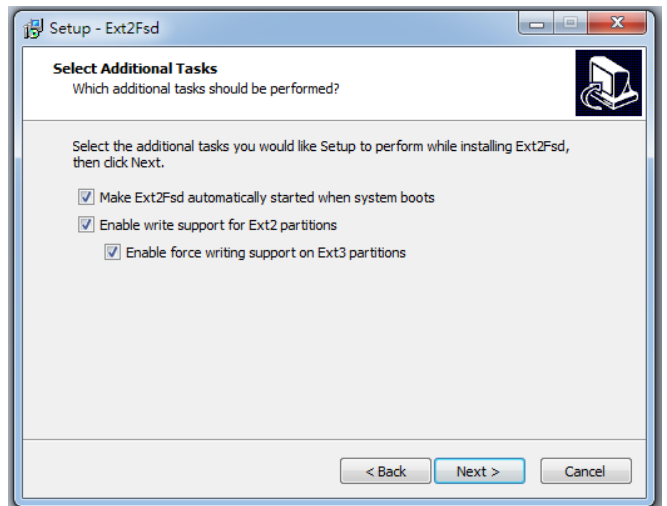 Setup - Ext2Fsd
Select Additional Tasks
Which additional tasks should be performed?
Select the additional tasks you would like Setup to perform while installing Ext2Fsd,
then click Next.
Make Ext2Fsd automatically started when system boots
Enable write support for Ext2 partitions
Enable force writing support on Ext3 partitions
< Back
Next >
Cancel